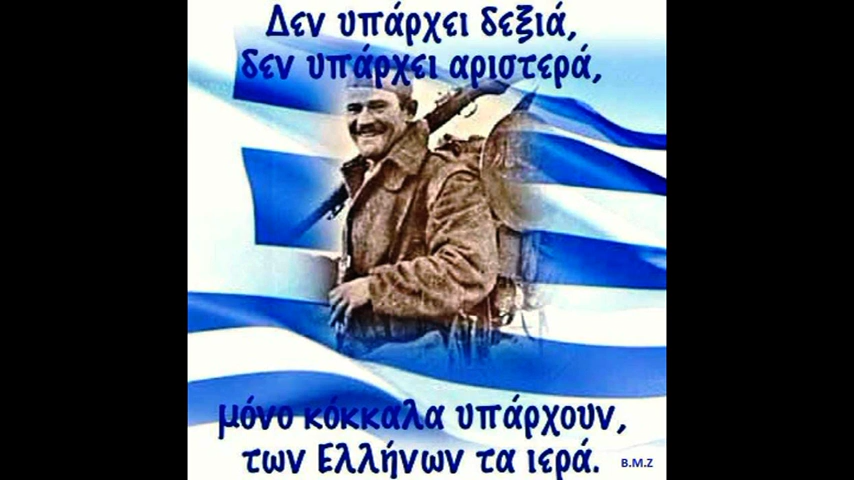 Δεν υπάρχει δεξιά,
δεν υπάρχει αριστερά,
μόνο κόκκαλα υπάρχουν,
των Ελλήνων τα ιερά.
B.M.Z